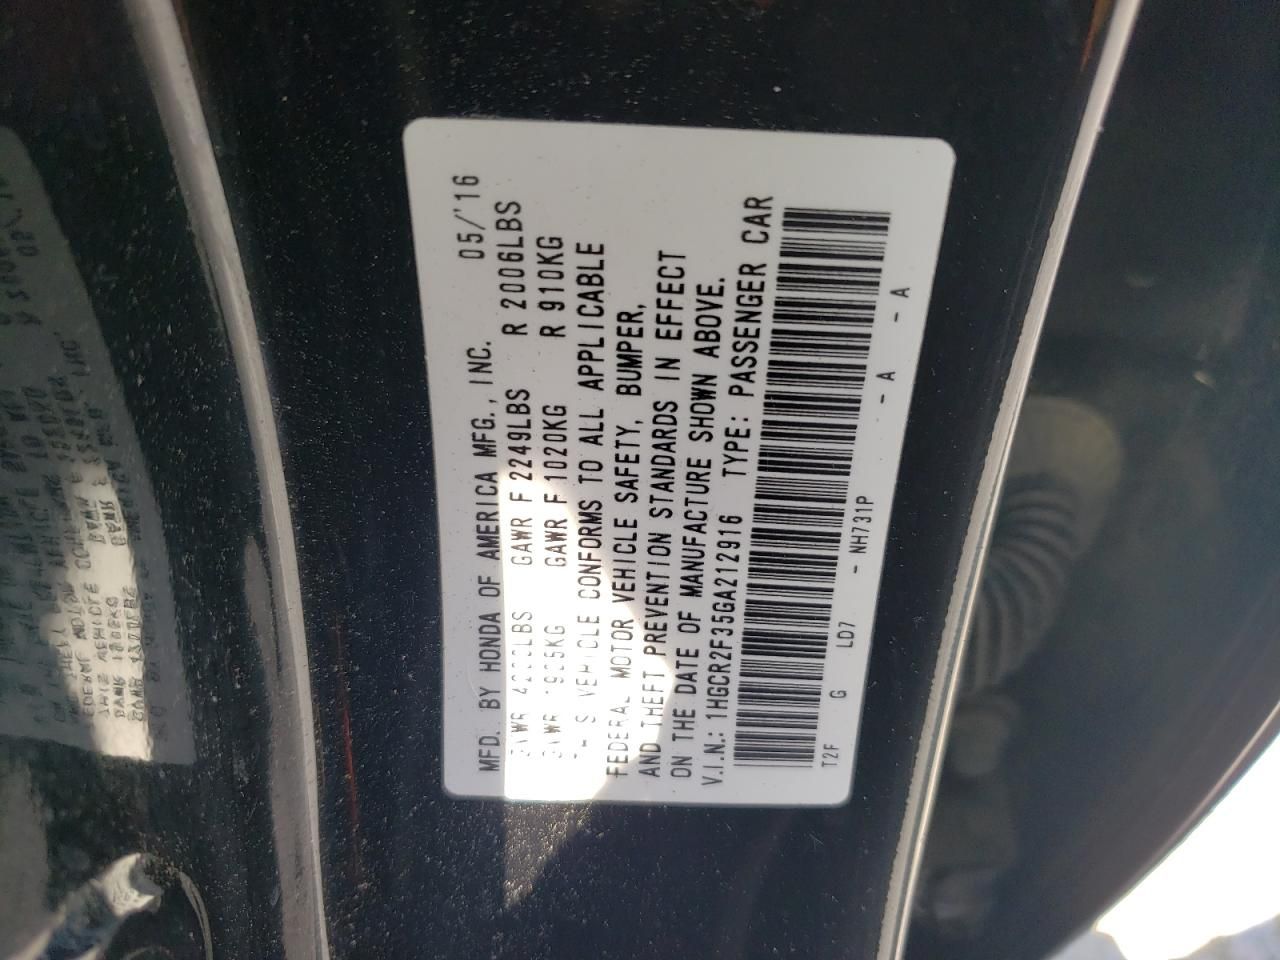 MFD. BY HONDA OF AMERICA MFG., INC. 05/'16
GAWR F 2249LBS R 2006LBS
GAWR F 1020KG R 910KG
VEHICLE CONFORMS TO ALL APPLICABLE
FEDERAL MOTOR VEHICLE SAFETY, BUMPER,
AND THEFT PREVENTION STANDARDS IN EFFECT
ON THE DATE OF MANUFACTURE SHOWN ABOVE.
V.I.N.: 1HGCR2F35GA212916 TYPE: PASSENGER CAR
T2F G LD7 - NH731P - A - A